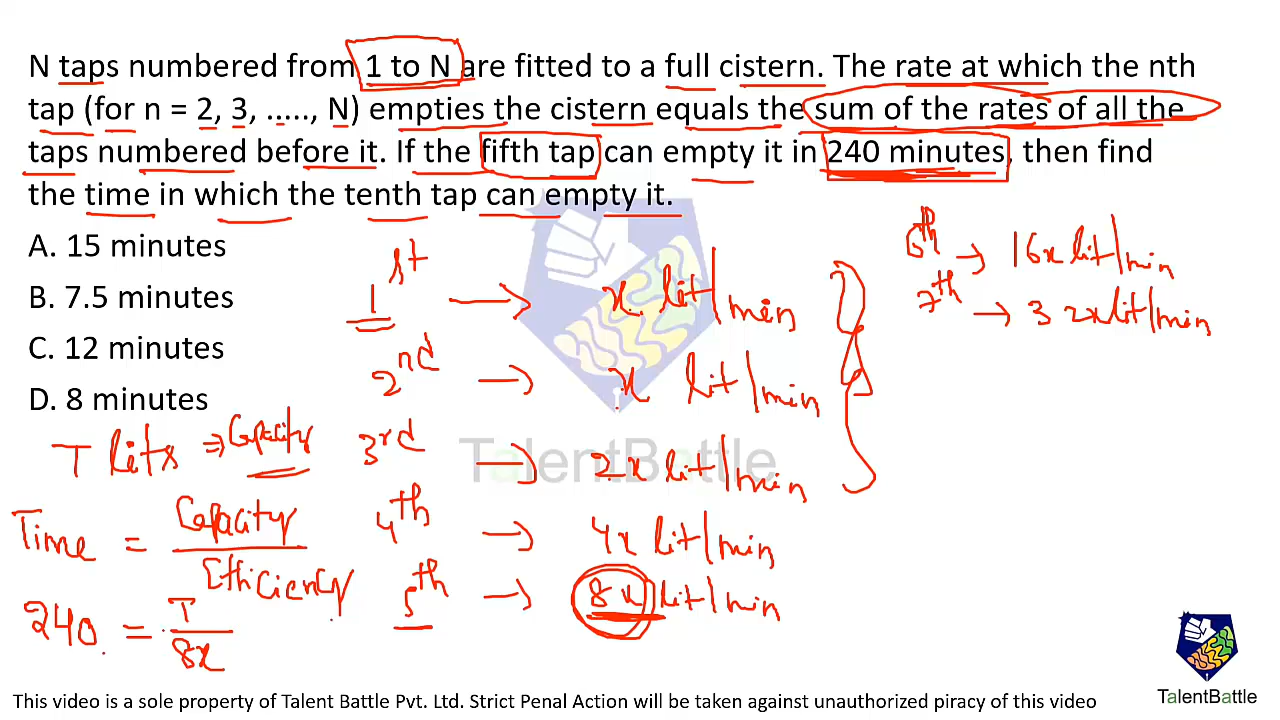 N taps numbered from 1 to N are fitted to a full cistern. The rate at which the nth
tap (for n = 2, 3, ....., N) empties the cistern equals the sum of the rates of all the
taps numbered before it. If the fifth tap can empty it in 240 minutes, then find
the time in which the tenth tap can empty it.
A. 15 minutes
B. 7.5 minutes
C. 12 minutes
D. 8 minutes
1st → x lit/min
2nd → x lit/min
3rd → 2x lit/min
4th → 4x lit/min
5th → 8x lit/min
6th → 16x lit/min
7th → 32x lit/min
T lits ⇒ Capacity
Time = Capacity / Efficiency
240 = T / 8x
TalentBattle
TalentBattle
This video is a sole property of Talent Battle Pvt. Ltd. Strict Penal Action will be taken against unauthorized piracy of this video